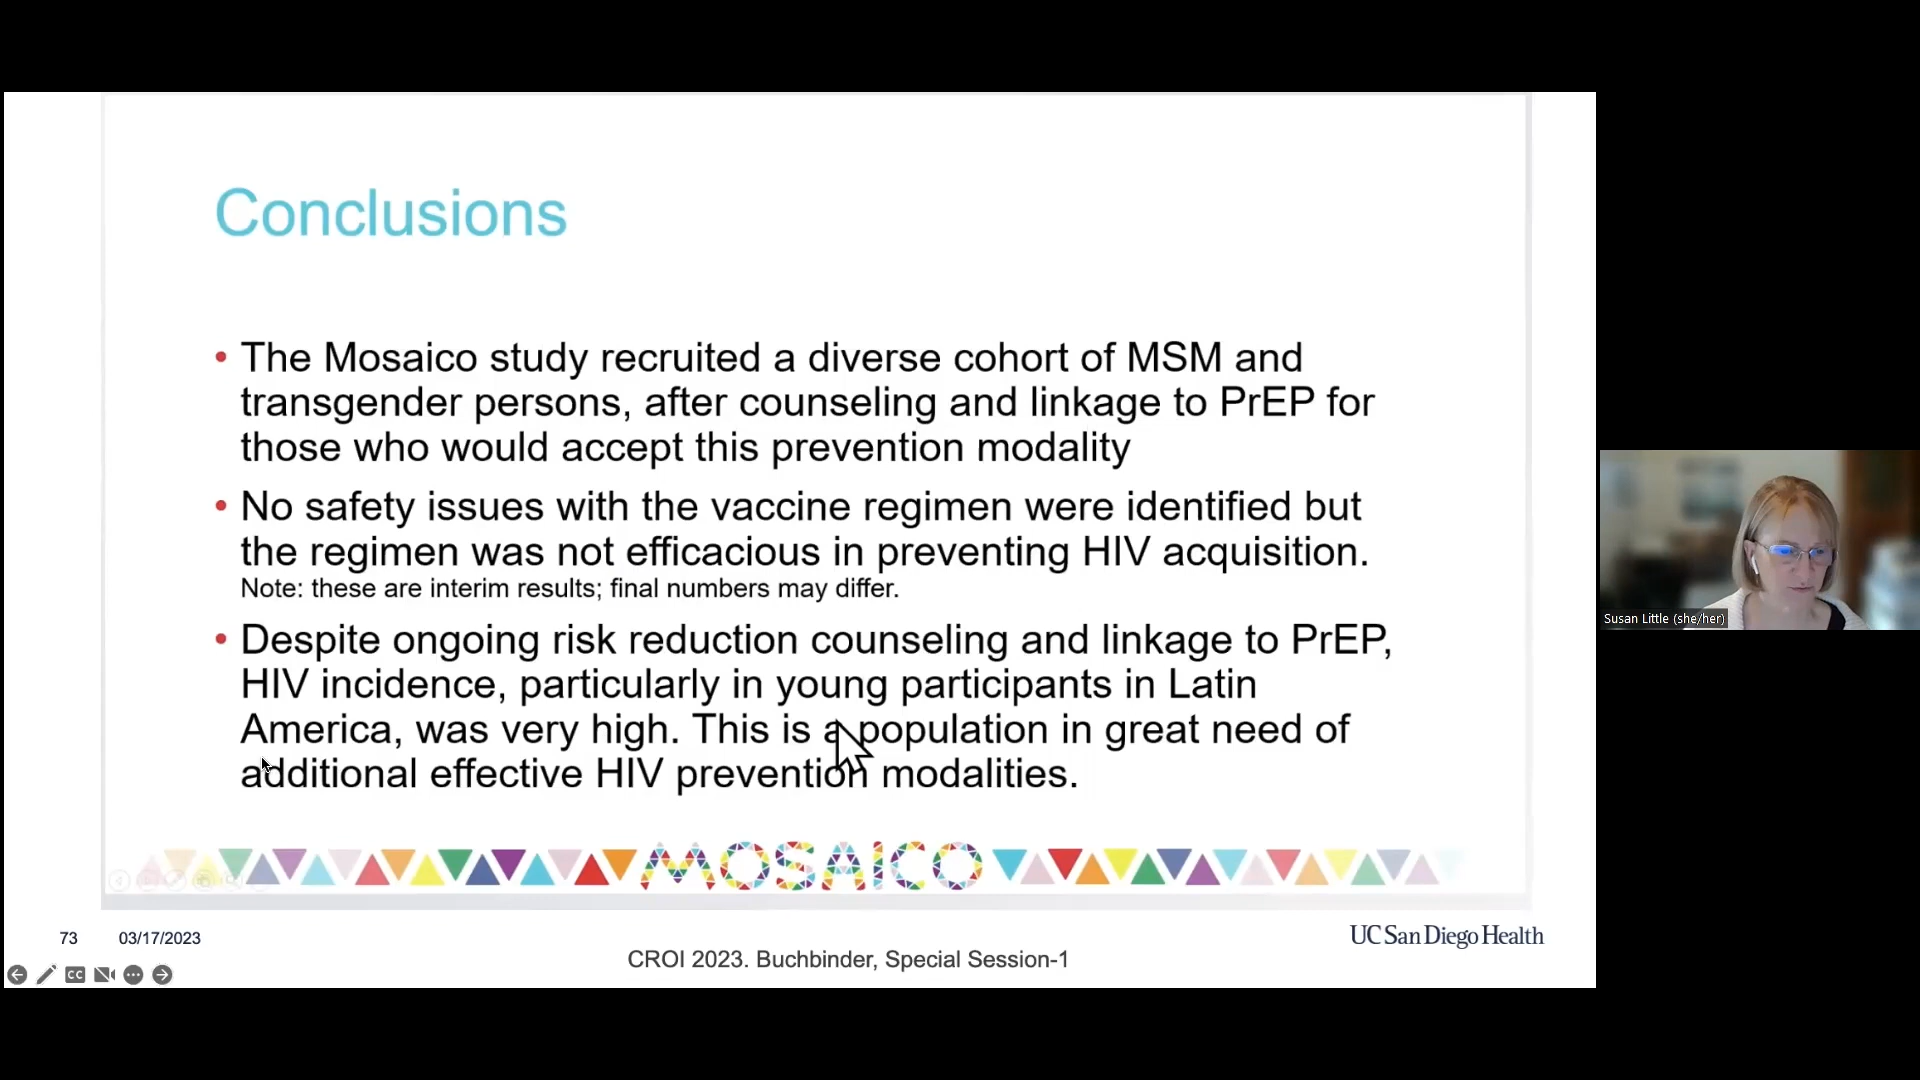 Conclusions
• The Mosaico study recruited a diverse cohort of MSM and
transgender persons, after counseling and linkage to PrEP for
those who would accept this prevention modality
• No safety issues with the vaccine regimen were identified but
the regimen was not efficacious in preventing HIV acquisition.
Note: these are interim results; final numbers may differ.
• Despite ongoing risk reduction counseling and linkage to PrEP,
HIV incidence, particularly in young participants in Latin
America, was very high. This is a population in great need of
additional effective HIV prevention modalities.
MOSAICO
73 03/17/2023
CROI 2023. Buchbinder, Special Session-1
UC San Diego Health
CC
Susan Little (she/her)